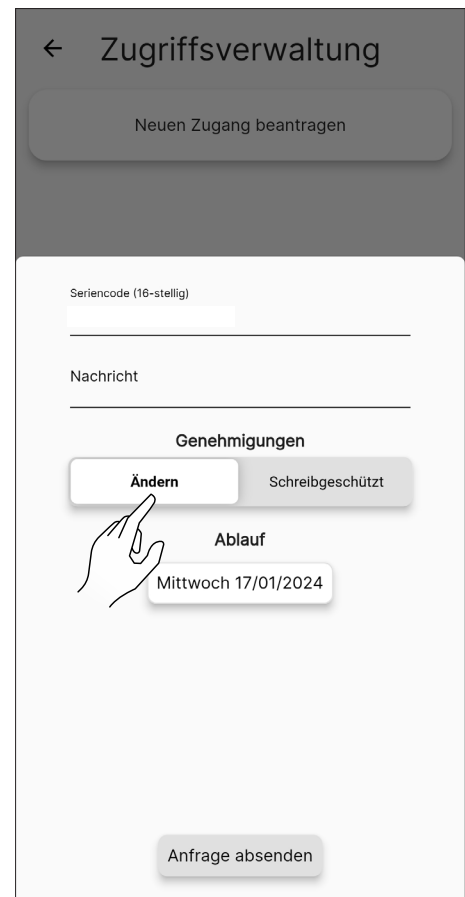 Zugriffsverwaltung
Neuen Zugang beantragen
Seriencode (16-stellig)
Nachricht
Genehmigungen
Ändern
Schreibgeschützt
Ablauf
Mittwoch 17/01/2024
Anfrage absenden